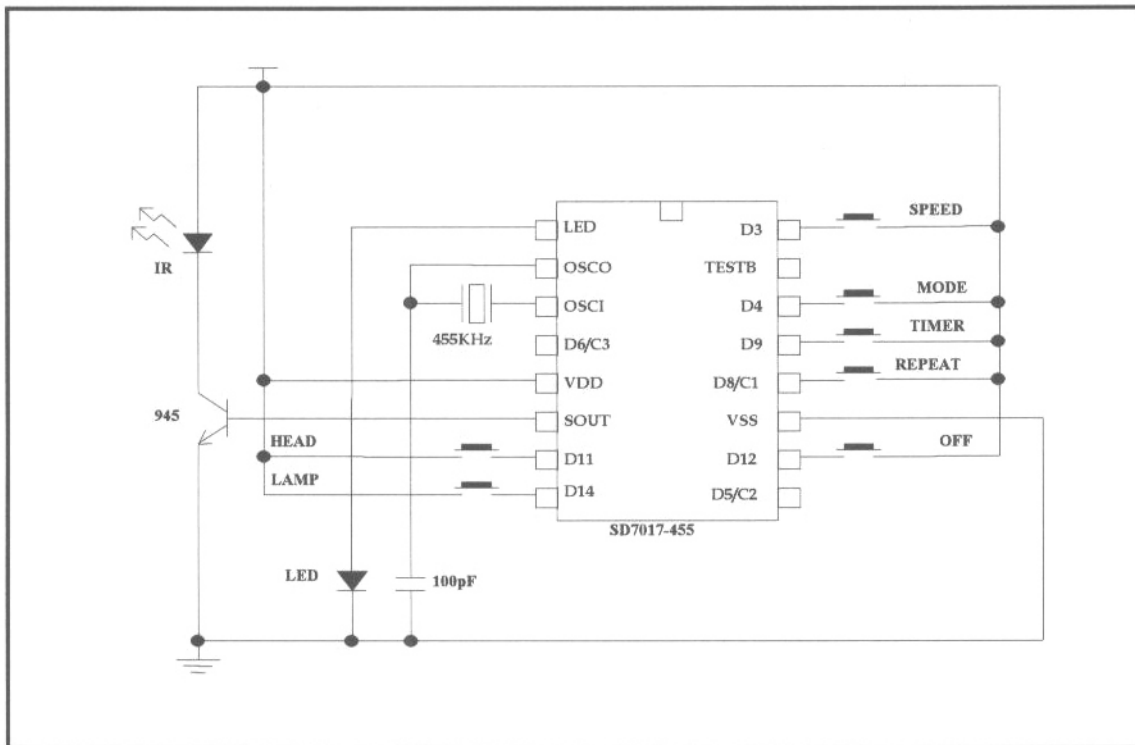 LED
D3
SPEED
IR
OSCO
TESTB
455KHz
OSCI
D4
MODE
D6/C3
D9
TIMER
VDD
D8/C1
REPEAT
945
SOUT
VSS
HEAD
D11
D12
OFF
LAMP
D14
D5/C2
SD7017-455
LED
100pF